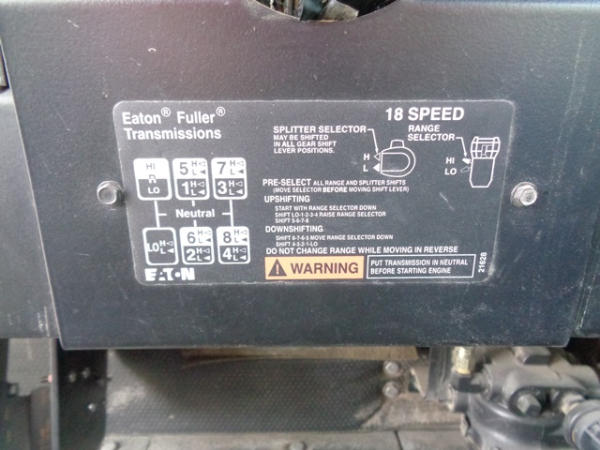 Eaton® Fuller®
Transmissions
18 SPEED
SPLITTER SELECTOR
MAY BE SHIFTED
IN ALL GEAR SHIFT
LEVER POSITIONS.
H
L
RANGE
SELECTOR
HI
LO
HI
LO
5 H L
7 H L
1 H L
3 H L
Neutral
LO H L
6 H L
8 H L
2 H L
4 H L
EATON
PRE-SELECT ALL RANGE AND SPLITTER SHIFTS
(MOVE SELECTOR BEFORE MOVING SHIFT LEVER)
UPSHIFTING
START WITH RANGE SELECTOR DOWN
SHIFT LO-1-2-3-4 RAISE RANGE SELECTOR
SHIFT 5-6-7-8
DOWNSHIFTING
SHIFT 8-7-6-5 MOVE RANGE SELECTOR DOWN
SHIFT 4-3-2-1-LO
DO NOT CHANGE RANGE WHILE MOVING IN REVERSE
WARNING
PUT TRANSMISSION IN NEUTRAL
BEFORE STARTING ENGINE
21628